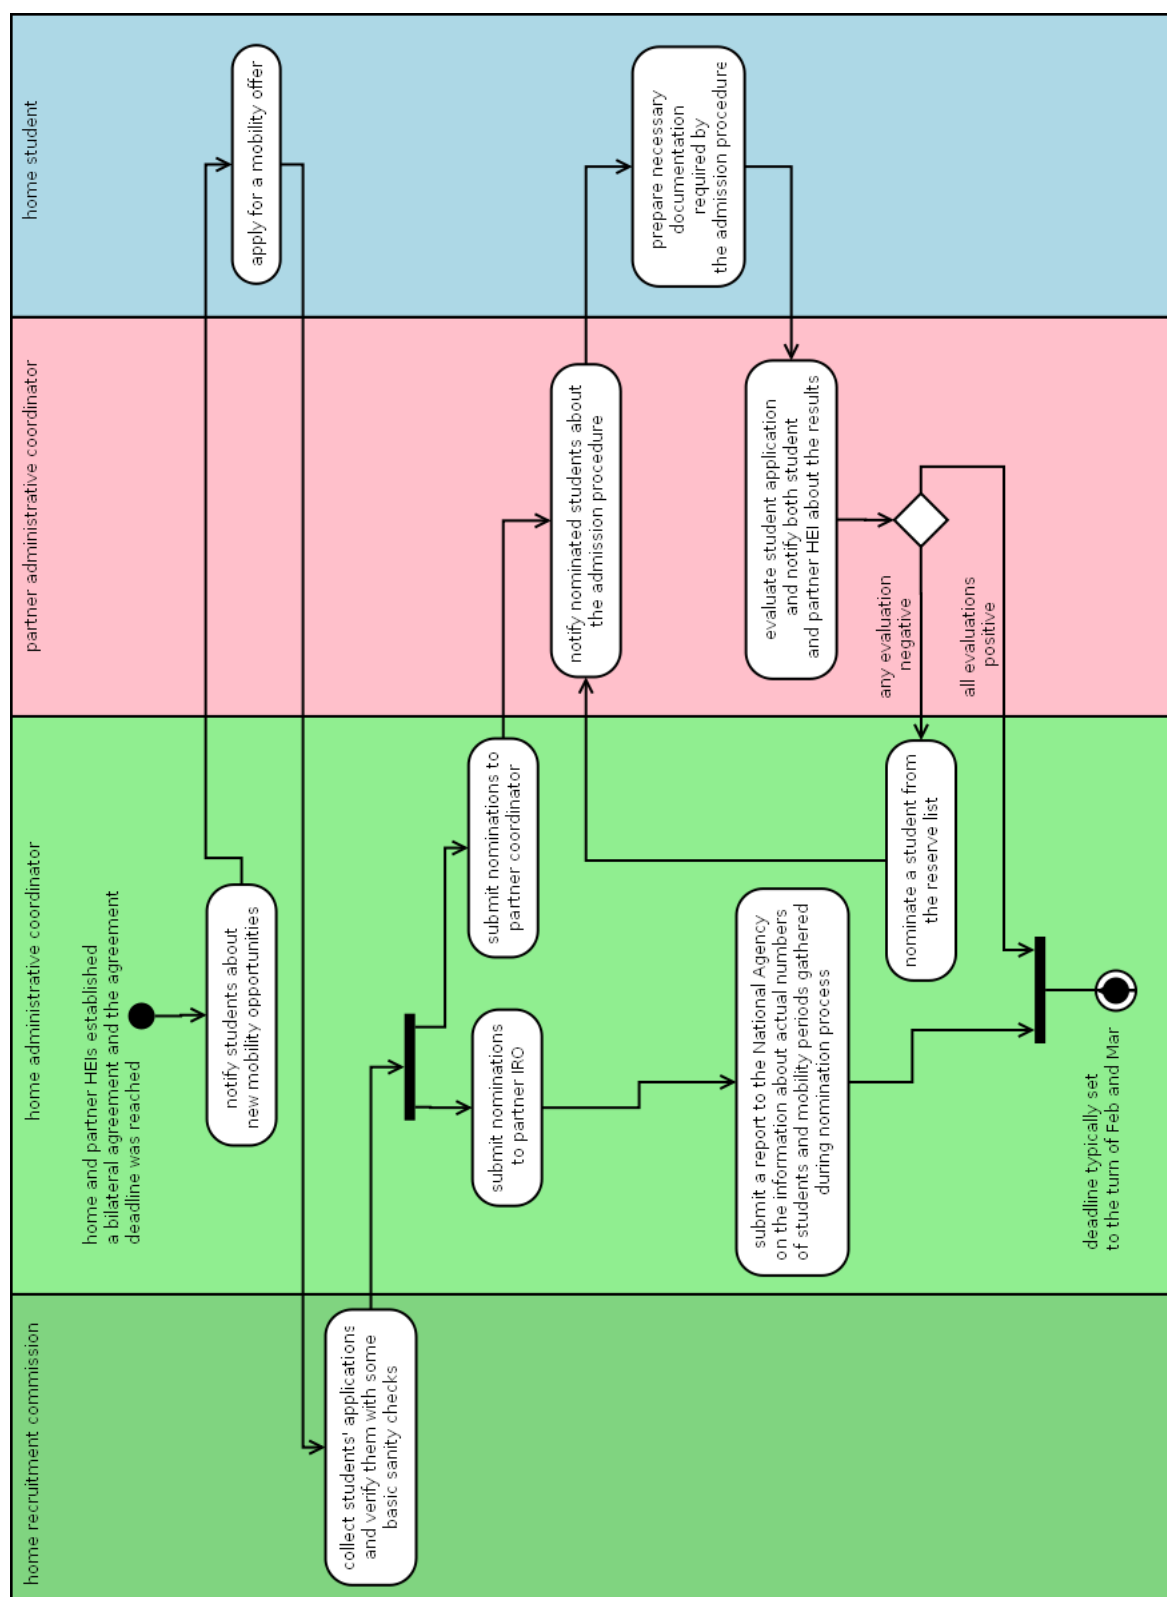 home student
apply for a mobility offer
prepare necessary
documentation
required by
the admission procedure
partner administrative coordinator
notify nominated students about
the admission procedure
evaluate student application
and notify both student
and partner HEI about the results
any evaluation
negative
all evaluations
positive
home administrative coordinator
home and partner HEIs established
a bilateral agreement and the agreement
deadline was reached
notify students about
new mobility opportunities
submit nominations to
partner coordinator
submit nominations
to partner IRO
submit a report to the National Agency
on the information about actual numbers
of students and mobility periods gathered
during nomination process
nominate a student from
the reserve list
deadline typically set
to the turn of Feb and Mar
home recruitment commission
collect students' applications
and verify them with some
basic sanity checks